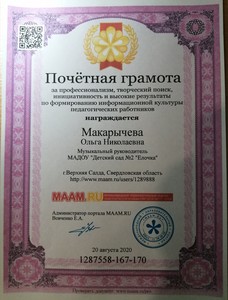 Почётная грамота
за профессионализм, творческий поиск,
инициативность и высокие результаты
по формированию информационной культуры
педагогических работников
награждается
Макарычева
Ольга Николаевна
Музыкальный руководитель
МАДОУ "Детский сад №2 "Елочка"
г.Верхняя Салда, Свердловская область
http://www.maam.ru/users/1289888
MAAM.RU
Администратор портала MAAM.RU
Вовченко Е.А.
20 августа 2020
1287558-167-170